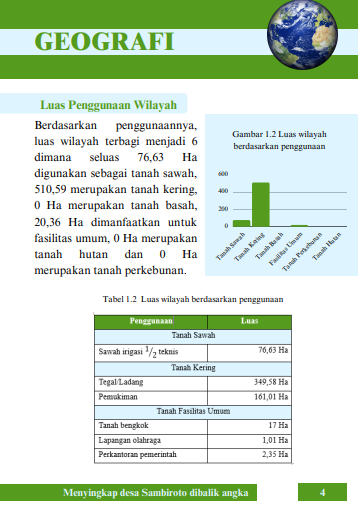 GEOGRAFI
Luas Penggunaan Wilayah
Berdasarkan penggunaannya,
luas wilayah terbagi menjadi 6
dimana seluas 76,63 Ha
digunakan sebagai tanah sawah,
510,59 merupakan tanah kering,
0 Ha merupakan tanah basah,
20,36 Ha dimanfaatkan untuk
fasilitas umum, 0 Ha merupakan
tanah hutan dan 0 Ha
merupakan tanah perkebunan.
Gambar 1.2 Luas wilayah
berdasarkan penggunaan
600
400
200
0
Tanah Sawah
Tanah Kering
Tanah Basah
Fasilitas Umum
Tanah Perkebunan
Tanah Hutan
Tabel 1.2 Luas wilayah berdasarkan penggunaan
Penggunaan Luas
Tanah Sawah
Sawah irigasi 1/2 teknis 76,63 Ha
Tanah Kering
Tegal/Ladang 349,58 Ha
Pemukiman 161,01 Ha
Tanah Fasilitas Umum
Tanah bengkok 17 Ha
Lapangan olahraga 1,01 Ha
Perkantoran pemerintah 2,35 Ha
Menyingkap desa Sambiroto dibalik angka 4